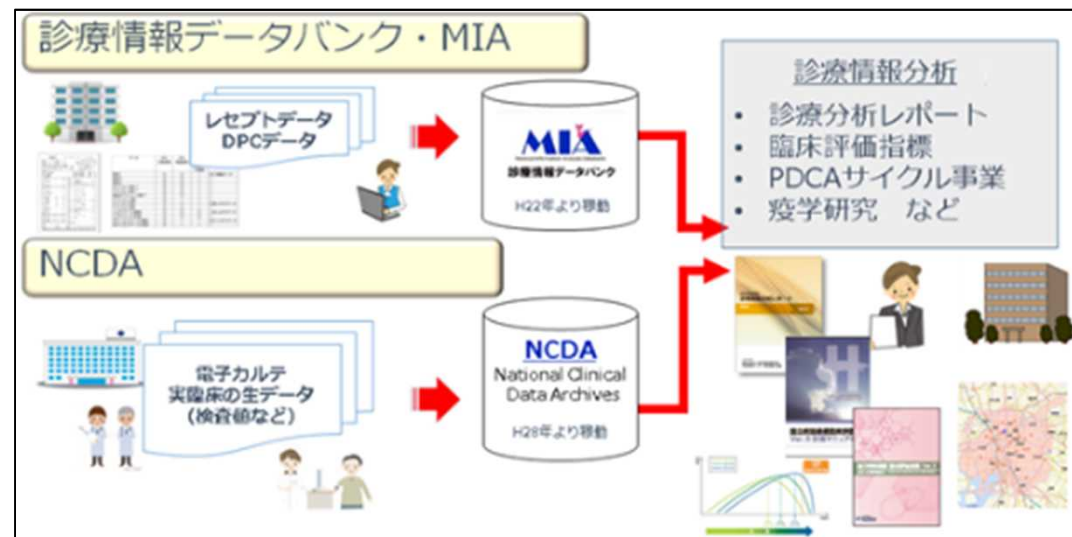 診療情報データバンク・MIA
レセプトデータ
DPCデータ
MIA
診療情報データバンク
H22年より稼動
診療情報分析
• 診療分析レポート
• 臨床評価指標
• PDCAサイクル事業
• 疫学研究 など
NCDA
電子カルテ
実臨床の生データ
(検査値など)
NCDA
National Clinical
Data Archives
H28年より稼動